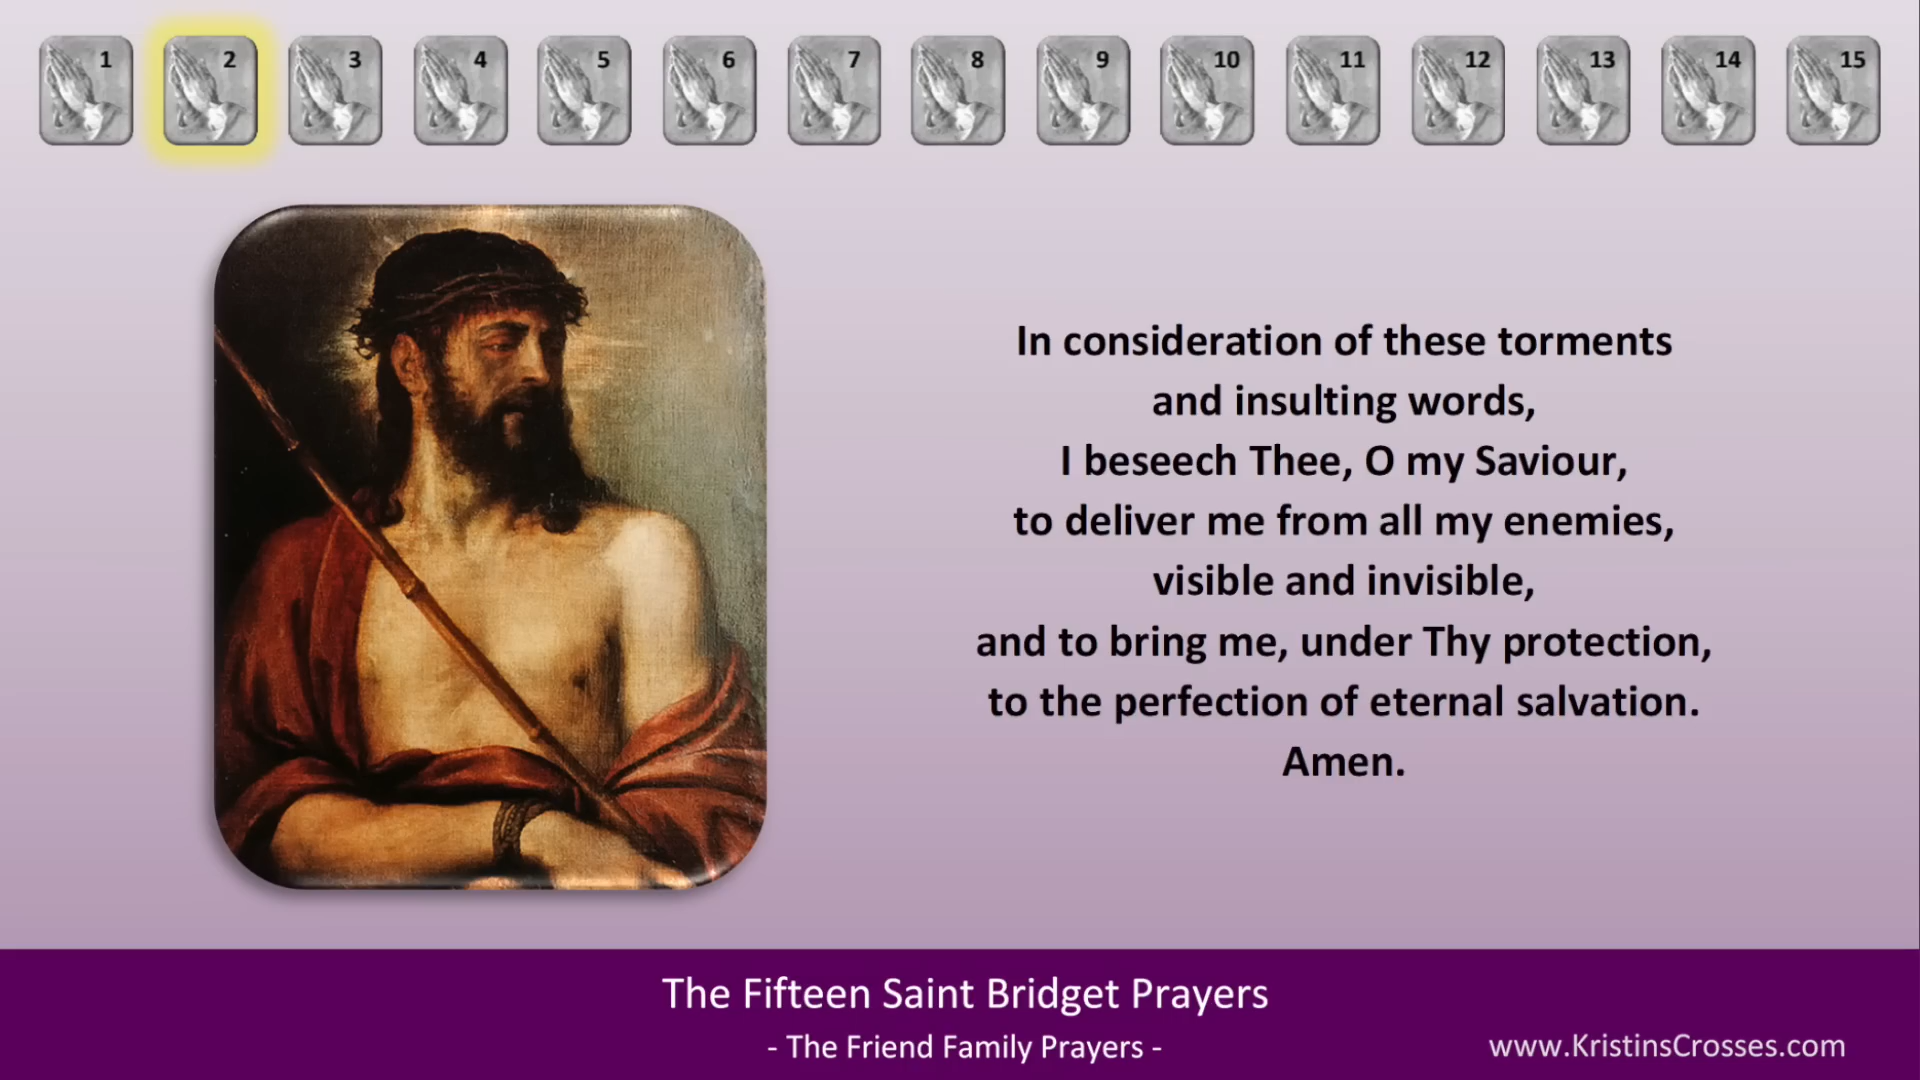 1 2 3 4 5 6 7 8 9 10 11 12 13 14 15
In consideration of these torments
and insulting words,
I beseech Thee, O my Saviour,
to deliver me from all my enemies,
visible and invisible,
and to bring me, under Thy protection,
to the perfection of eternal salvation.
Amen.
The Fifteen Saint Bridget Prayers
- The Friend Family Prayers -
www.KristinsCrosses.com